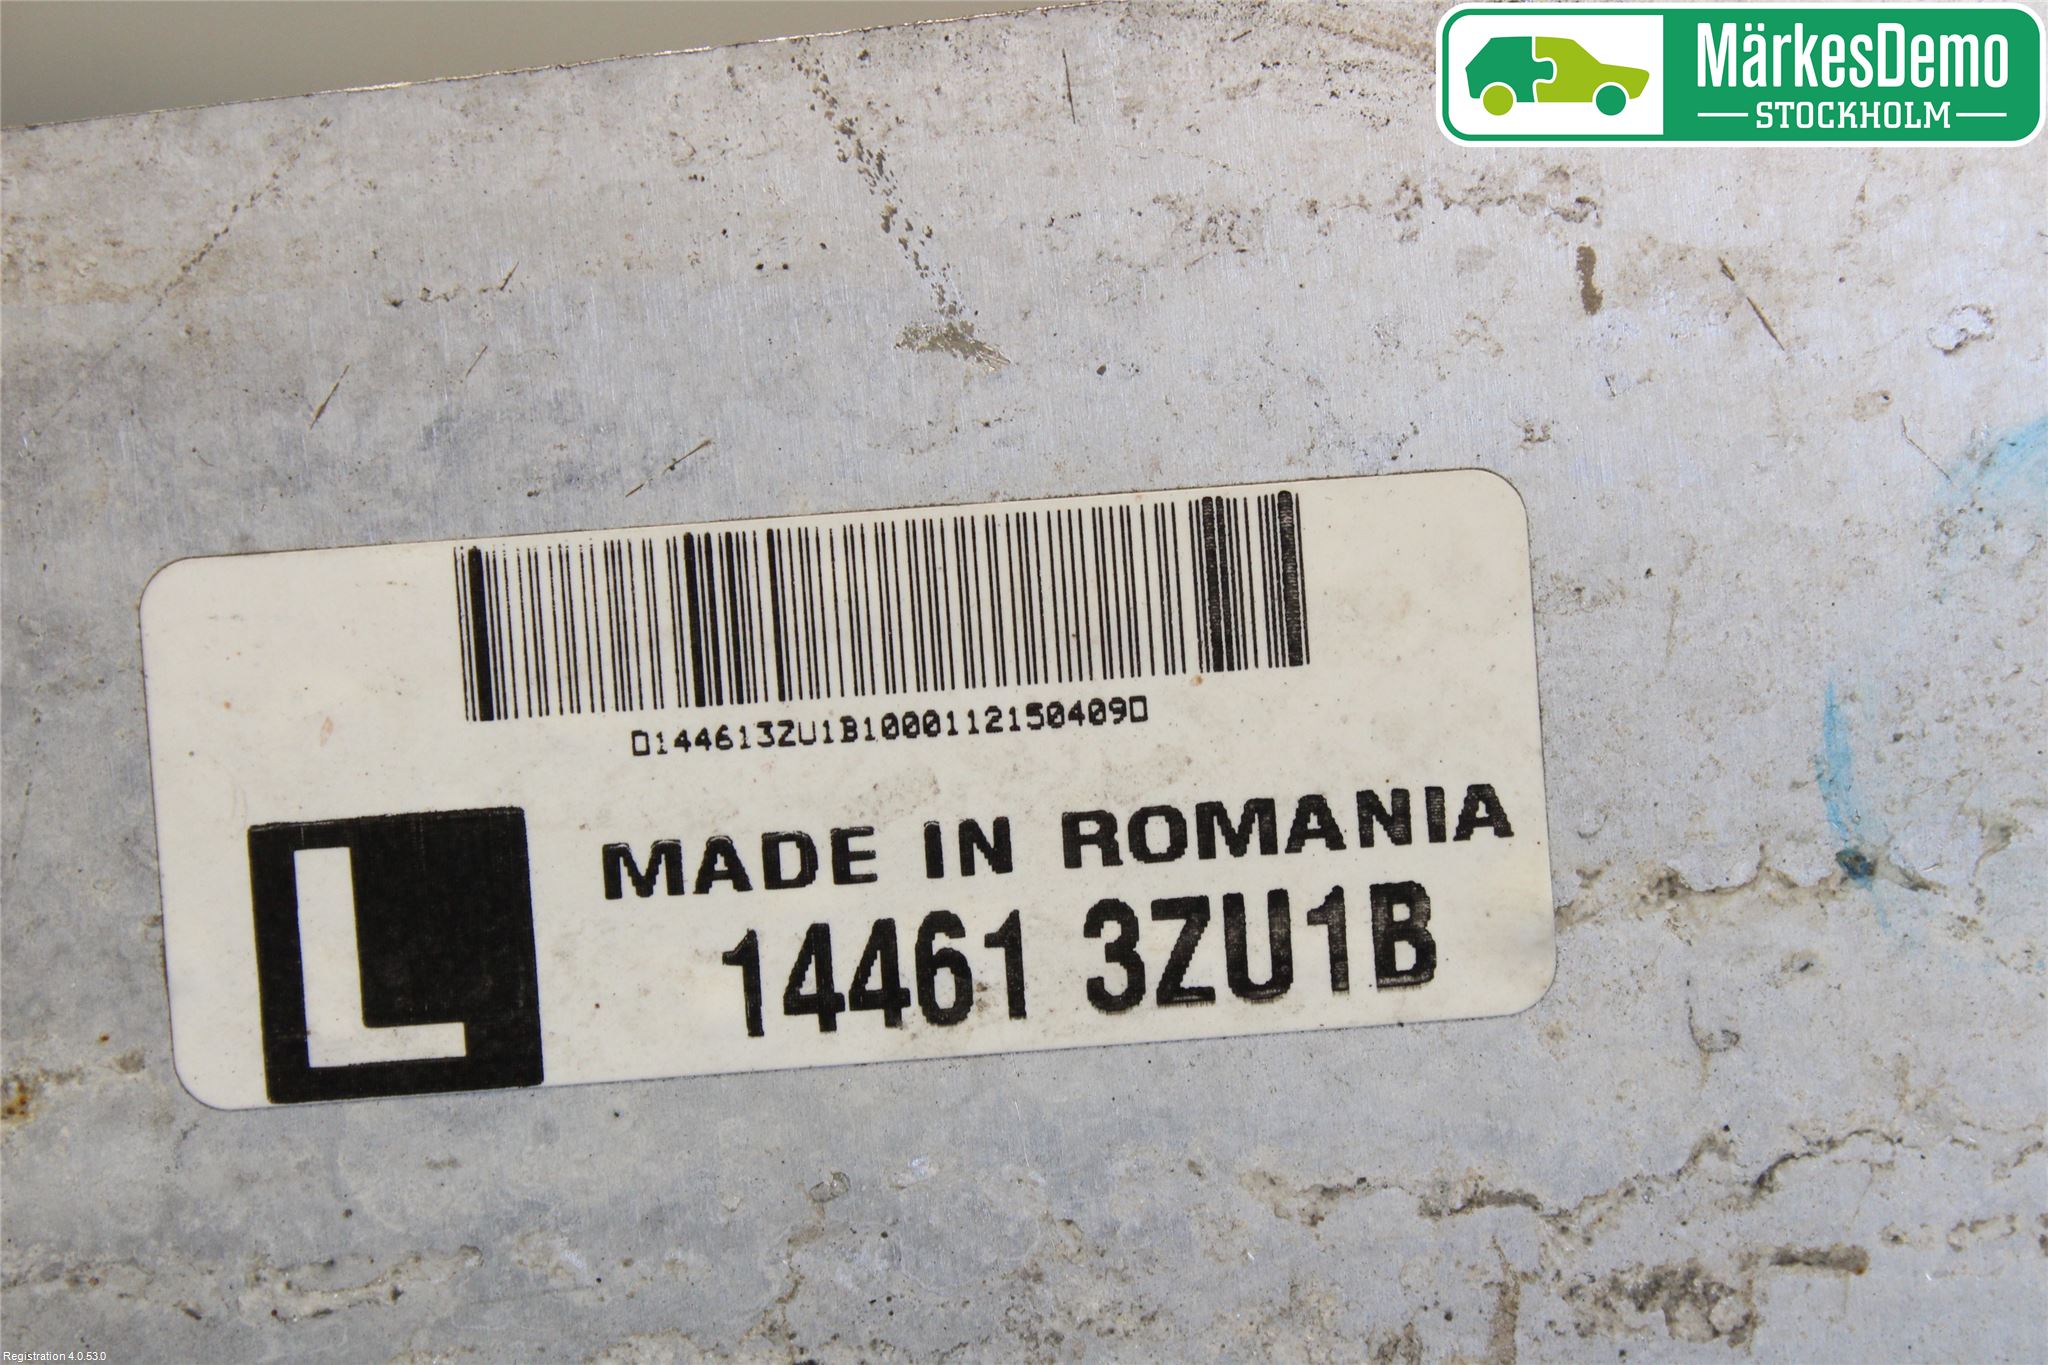 MärkesDemo
STOCKHOLM
D144613ZU1B1000112150409D
MADE IN ROMANIA
L
14461 3ZU1B
Registration 4.0.53.0